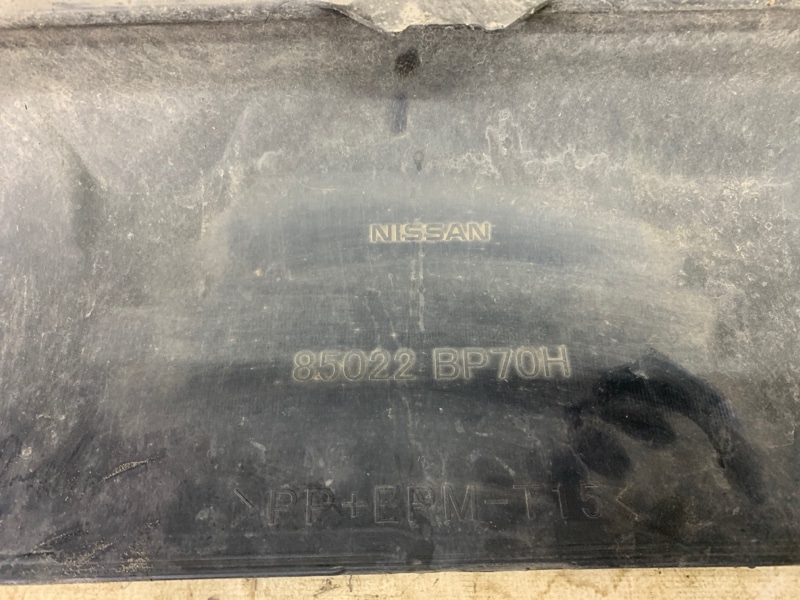 NISSAN
85022 BP70H
>PP+EPM-T15<